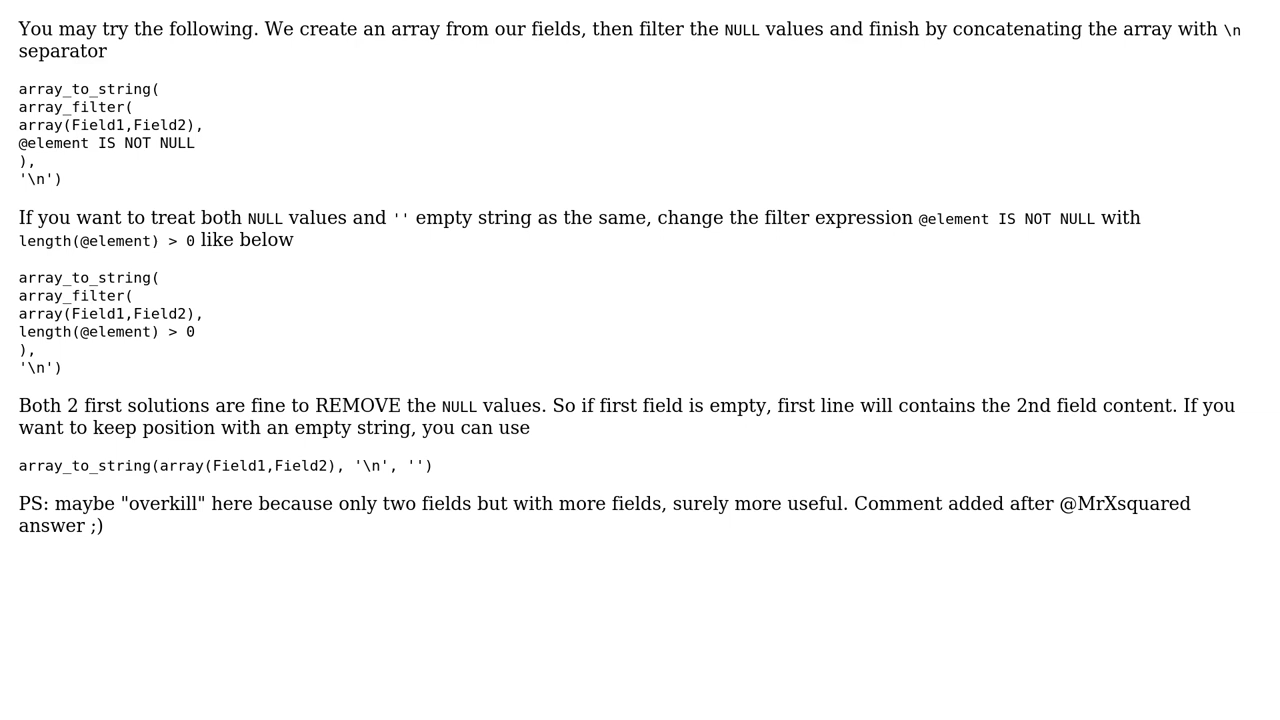 You may try the following. We create an array from our fields, then filter the NULL values and finish by concatenating the array with \n
separator
array_to_string(
array_filter(
array(Field1,Field2),
@element IS NOT NULL
),
'\n')
If you want to treat both NULL values and '' empty string as the same, change the filter expression @element IS NOT NULL with
length(@element) > 0 like below
array_to_string(
array_filter(
array(Field1,Field2),
length(@element) > 0
),
'\n')
Both 2 first solutions are fine to REMOVE the NULL values. So if first field is empty, first line will contains the 2nd field content. If you
want to keep position with an empty string, you can use
array_to_string(array(Field1,Field2), '\n', '')
PS: maybe "overkill" here because only two fields but with more fields, surely more useful. Comment added after @MrXsquared
answer ;)